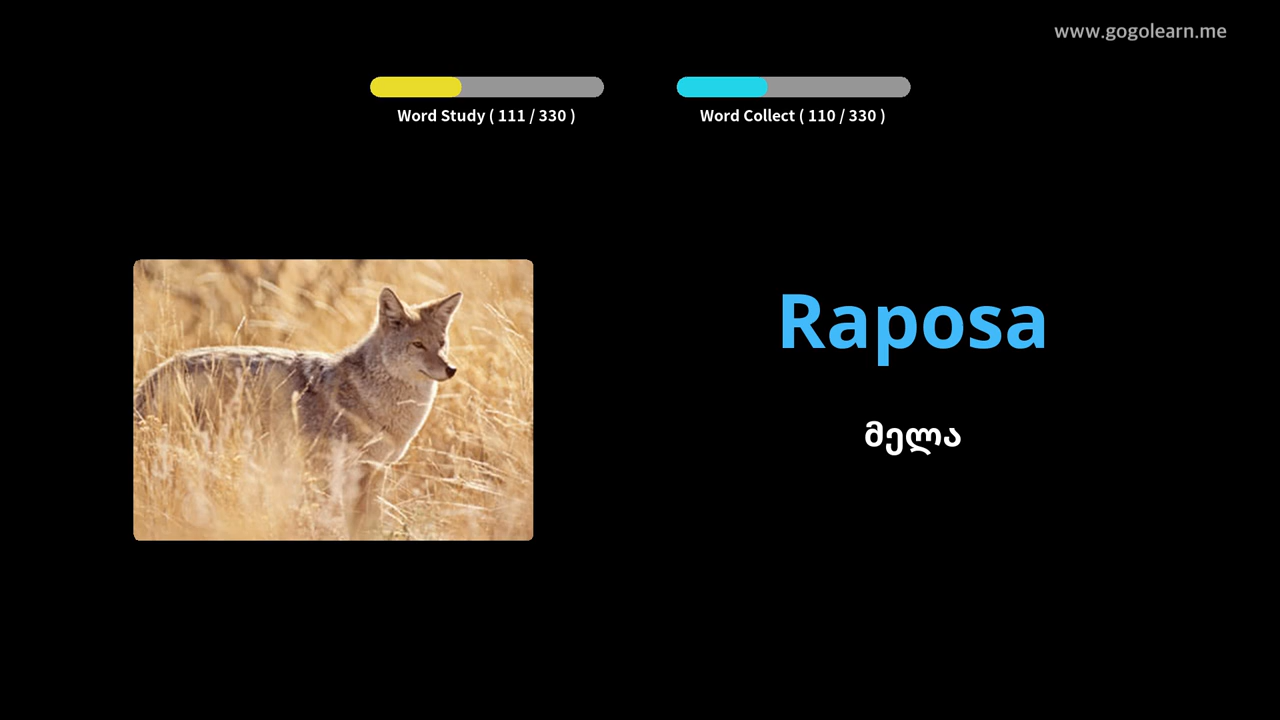 www.gogolearn.me
Word Study ( 111 / 330 )
Word Collect ( 110 / 330 )
Raposa
მელა